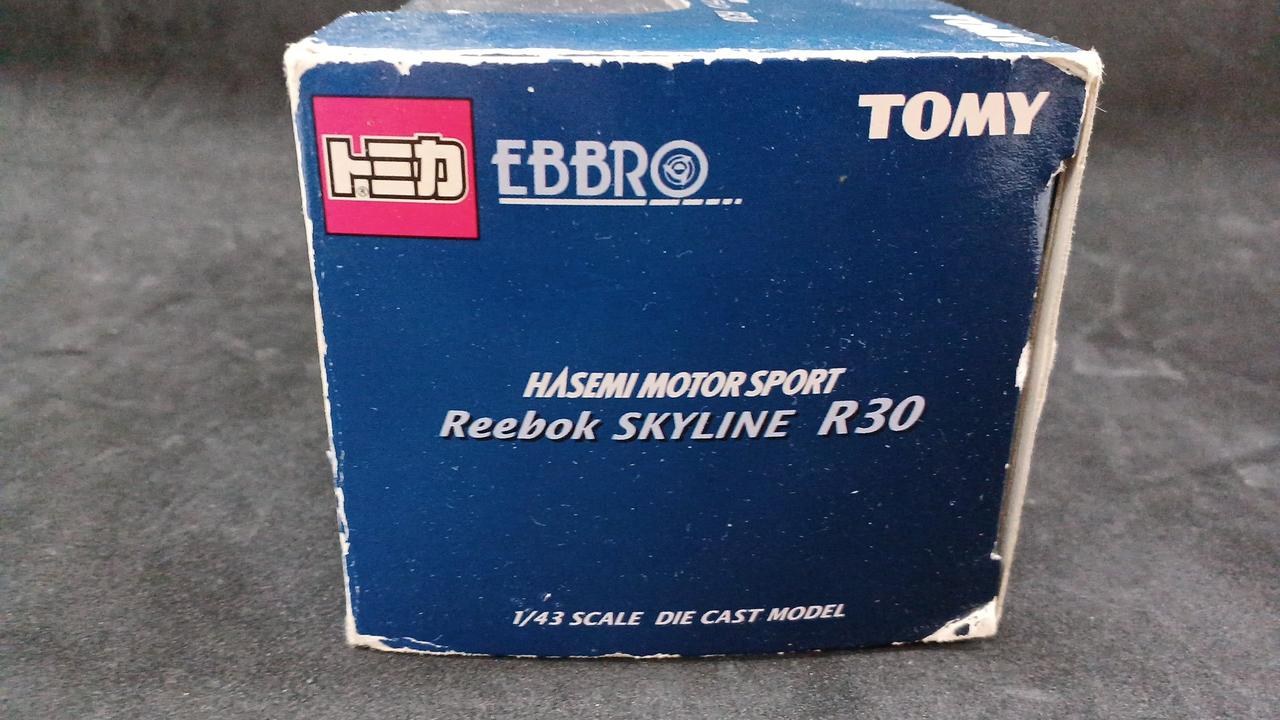 トミカ
EBBRO
TOMY
HASEMI MOTOR SPORT
Reebok SKYLINE R30
1/43 SCALE DIE CAST MODEL